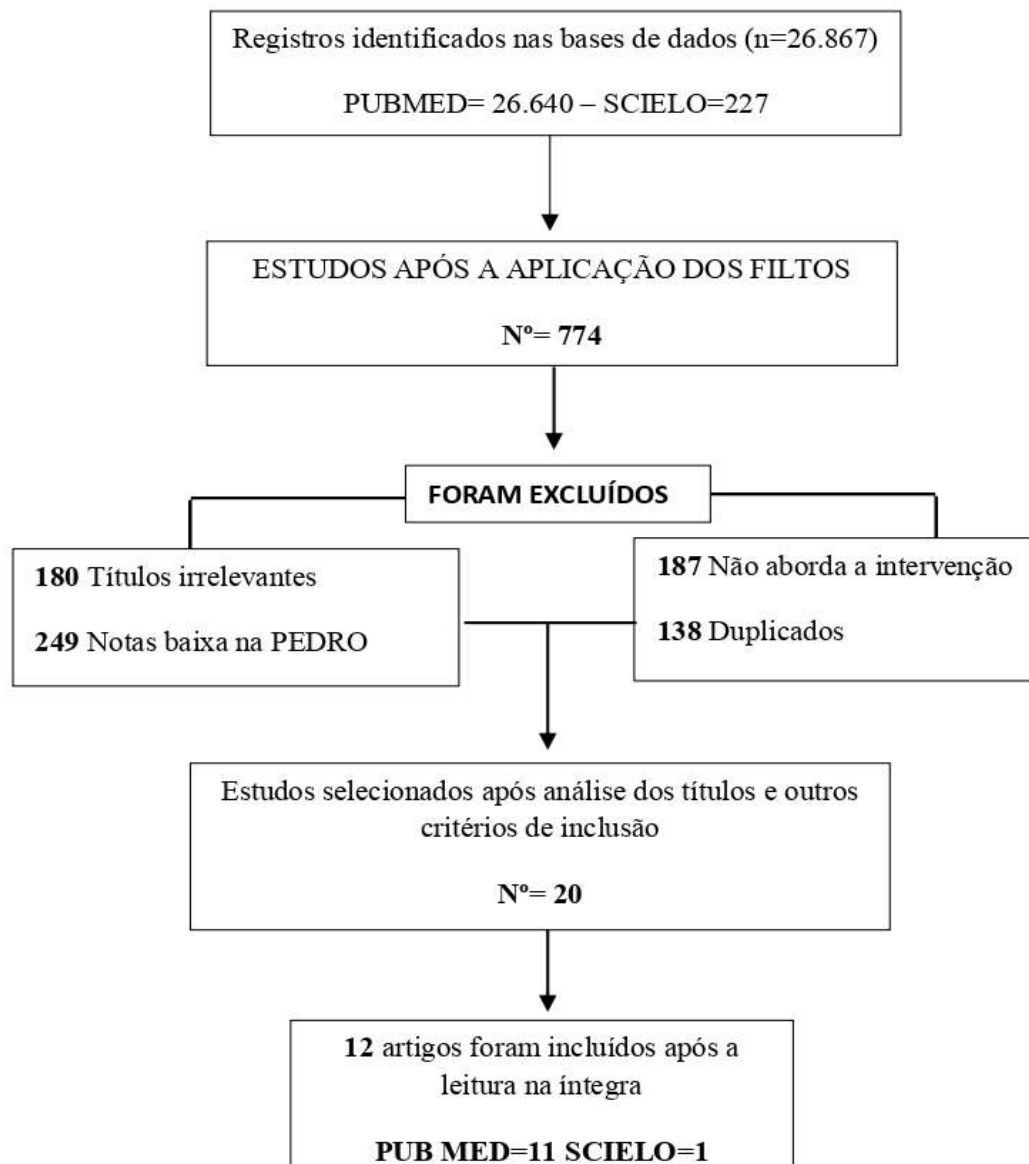 Registros identificados nas bases de dados (n=26.867)
PUBMED= 26.640 – SCIELO=227
ESTUDOS APÓS A APLICAÇÃO DOS FILTOS
Nº= 774
FORAM EXCLUÍDOS
180 Títulos irrelevantes
249 Notas baixa na PEDRO
187 Não aborda a intervenção
138 Duplicados
Estudos selecionados após análise dos títulos e outros
critérios de inclusão
Nº= 20
12 artigos foram incluídos após a
leitura na íntegra
PUB MED=11 SCIELO=1